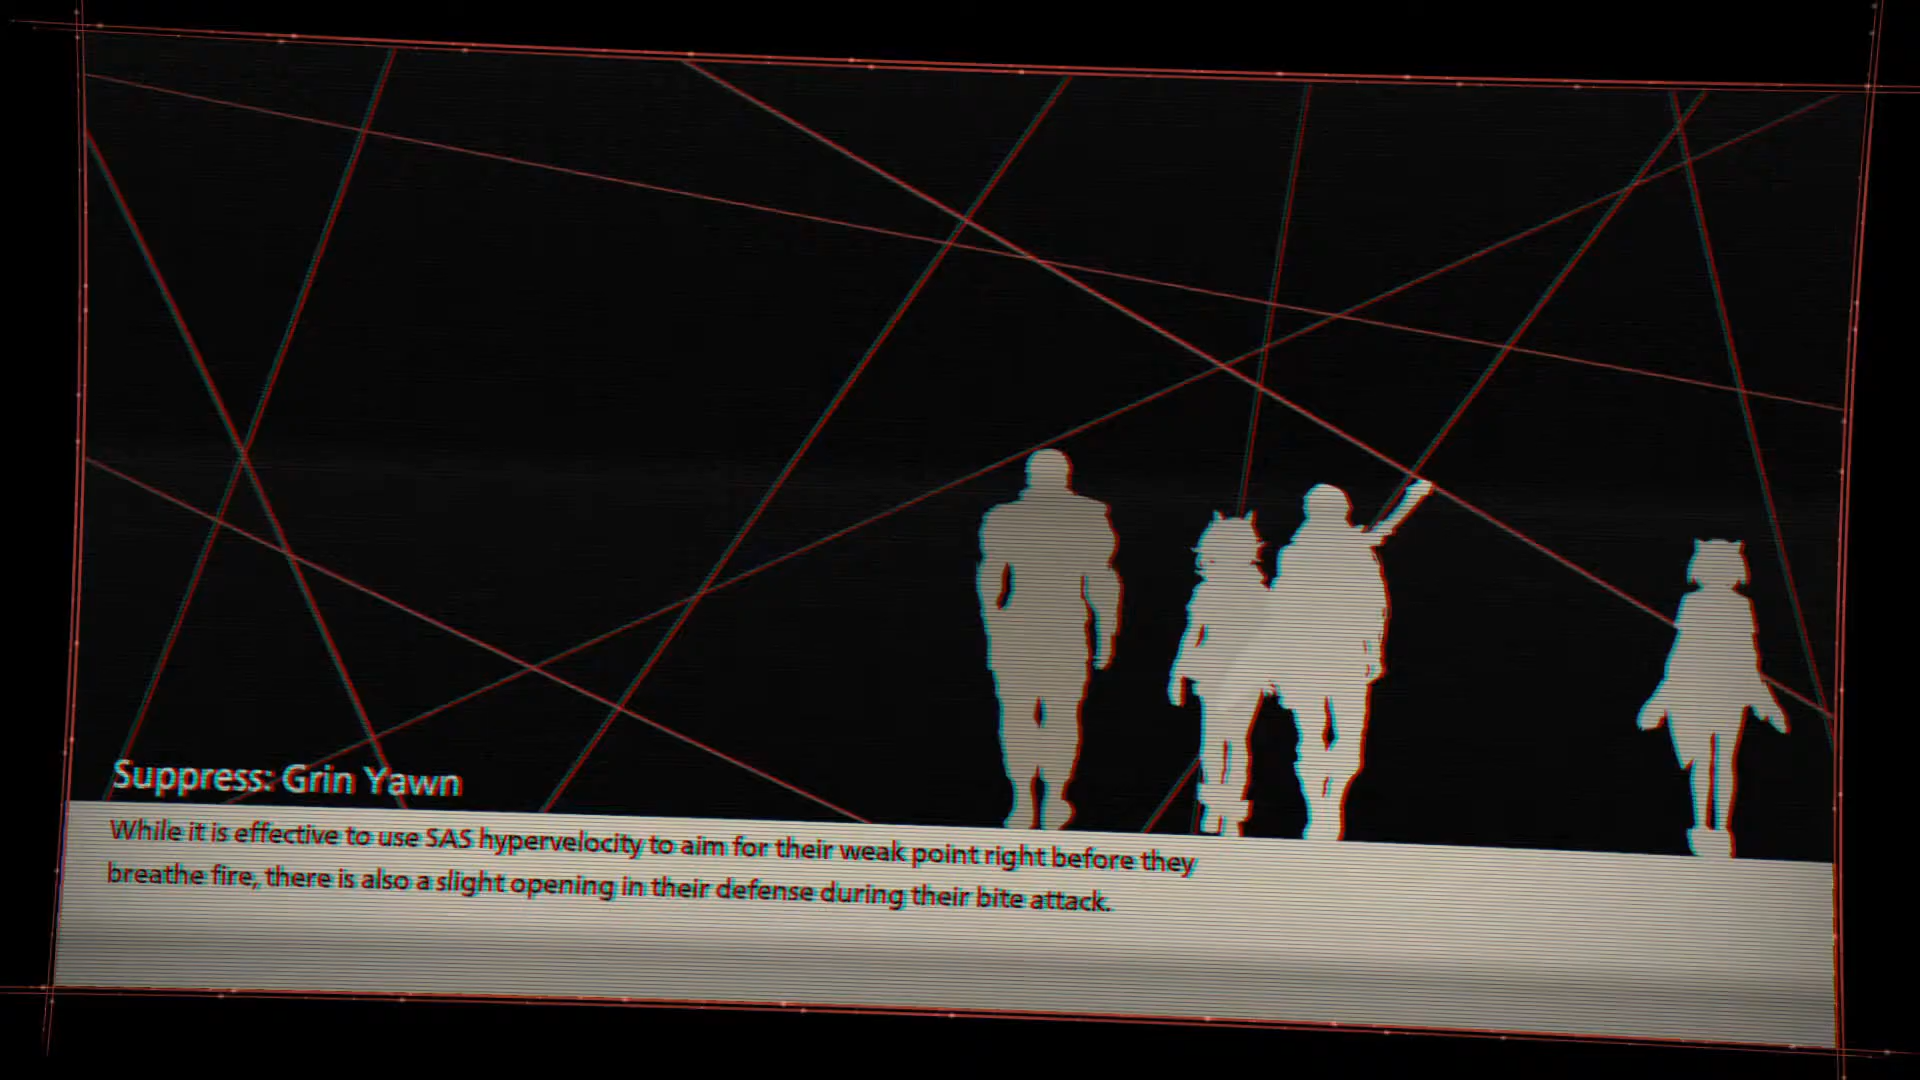 Suppress: Grin Yawn
While it is effective to use SAS hypervelocity to aim for their weak point right before they
breathe fire, there is also a slight opening in their defense during their bite attack.